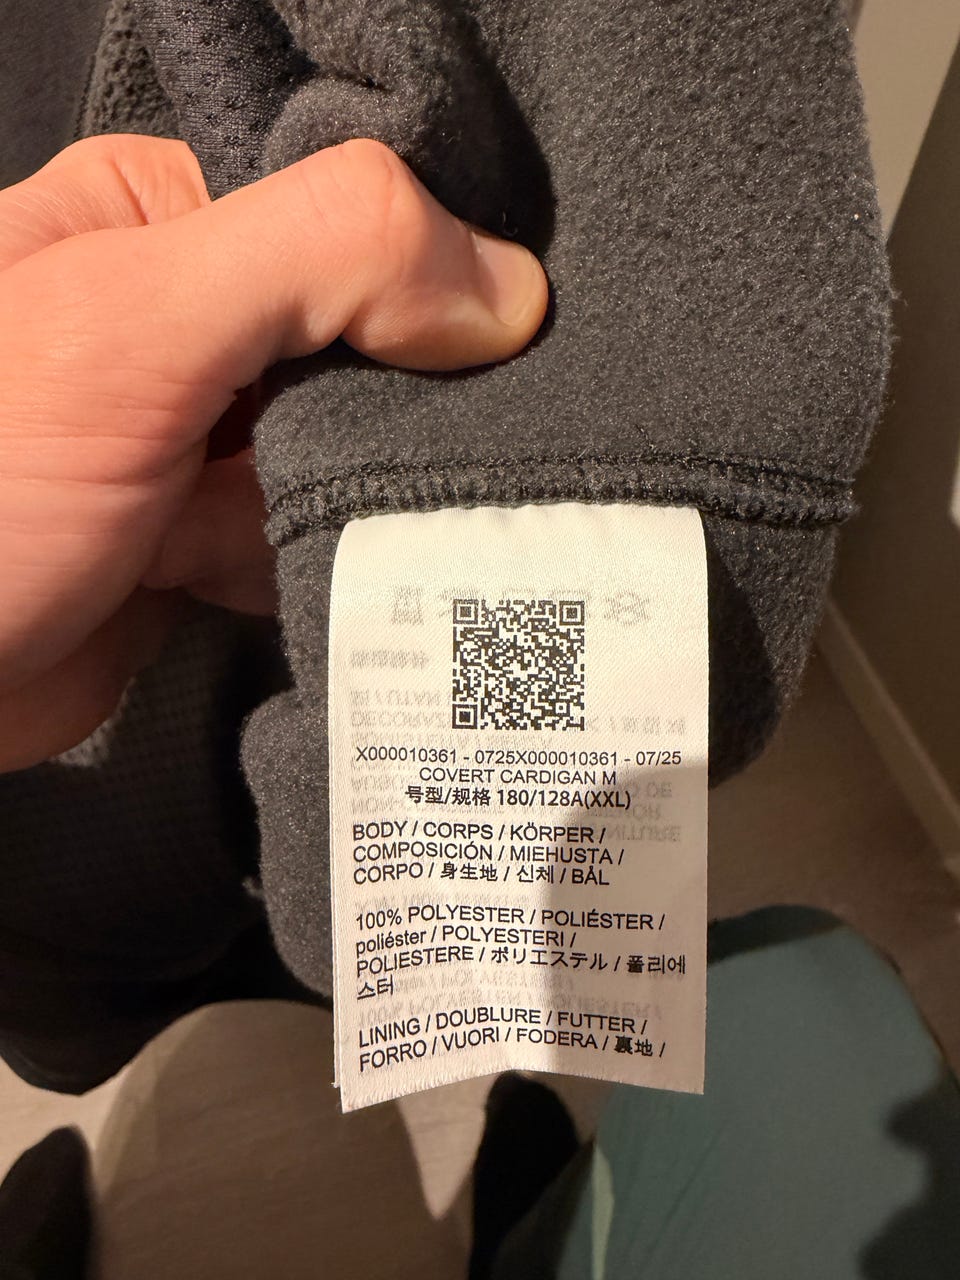 X000010361 - 0725X000010361 - 07/25
COVERT CARDIGAN M
号型/规格 180/128A(XXL)
BODY / CORPS / KÖRPER /
COMPOSICIÓN / MIEHUSTA /
CORPO / 身生地 / 신체 / BÅL
100% POLYESTER / POLIÉSTER /
poliéster / POLYESTERI /
POLIESTERE / ポリエステル / 폴리에
스터
LINING / DOUBLURE / FUTTER /
FORRO / VUORI / FODERA / 裏地 /